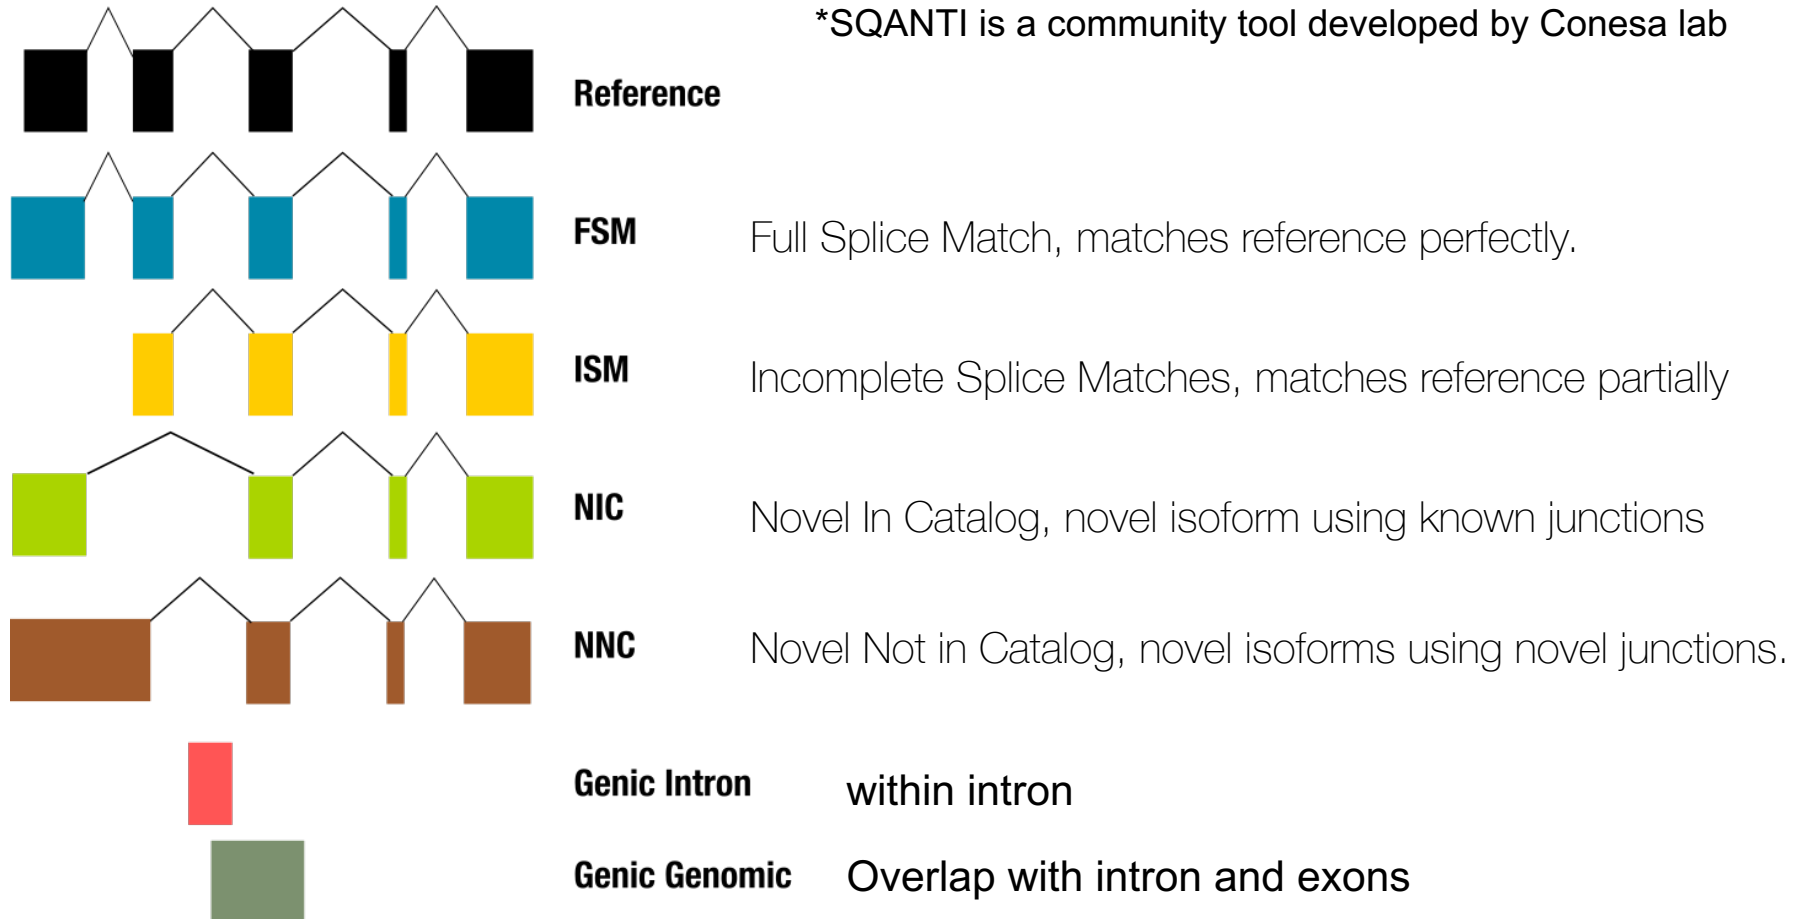 *SQANTI is a community tool developed by Conesa lab
Reference
FSM Full Splice Match, matches reference perfectly.
ISM Incomplete Splice Matches, matches reference partially
NIC Novel In Catalog, novel isoform using known junctions
NNC Novel Not in Catalog, novel isoforms using novel junctions.
Genic Intron within intron
Genic Genomic Overlap with intron and exons